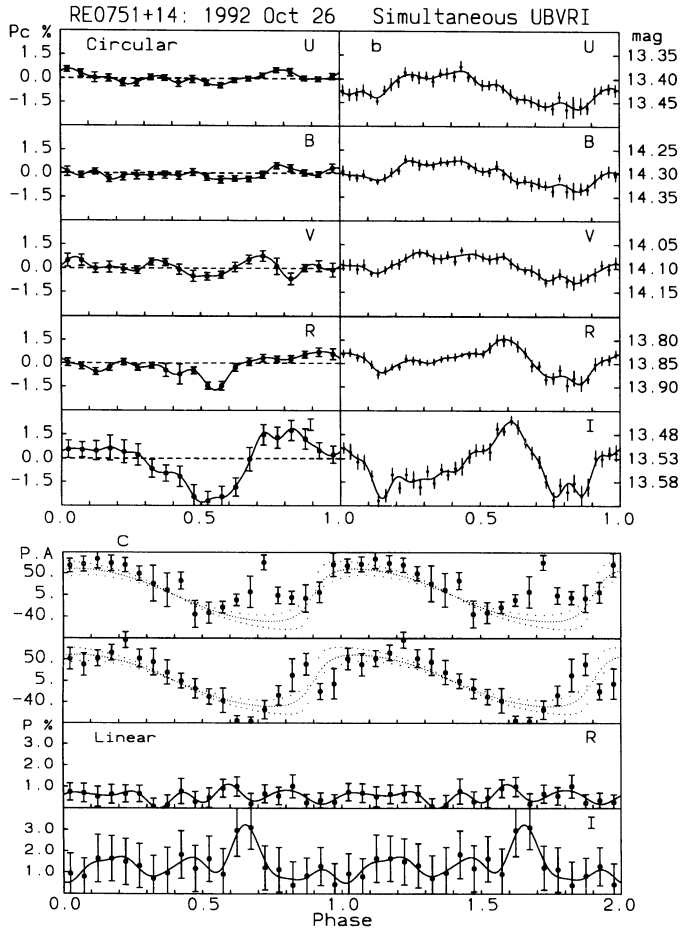 RE0751+14: 1992 Oct 26 Simultaneous UBVRI
Pc % mag
Circular U b U
1.5 13.35
0.0 13.40
-1.5 13.45
B B
1.5 14.25
0.0 14.30
-1.5 14.35
V V
1.5 14.05
0.0 14.10
-1.5 14.15
R R
1.5 13.80
0.0 13.85
-1.5 13.90
I I
1.5 13.48
0.0 13.53
-1.5 13.58
0.0 0.5 1.0 0.5 1.0
c
P.A
50.
5.
-40.
50.
-40.
P %
Linear R
3.0
1.0
I
3.0
1.0
0.0 0.5 1.0 1.5 2.0
Phase